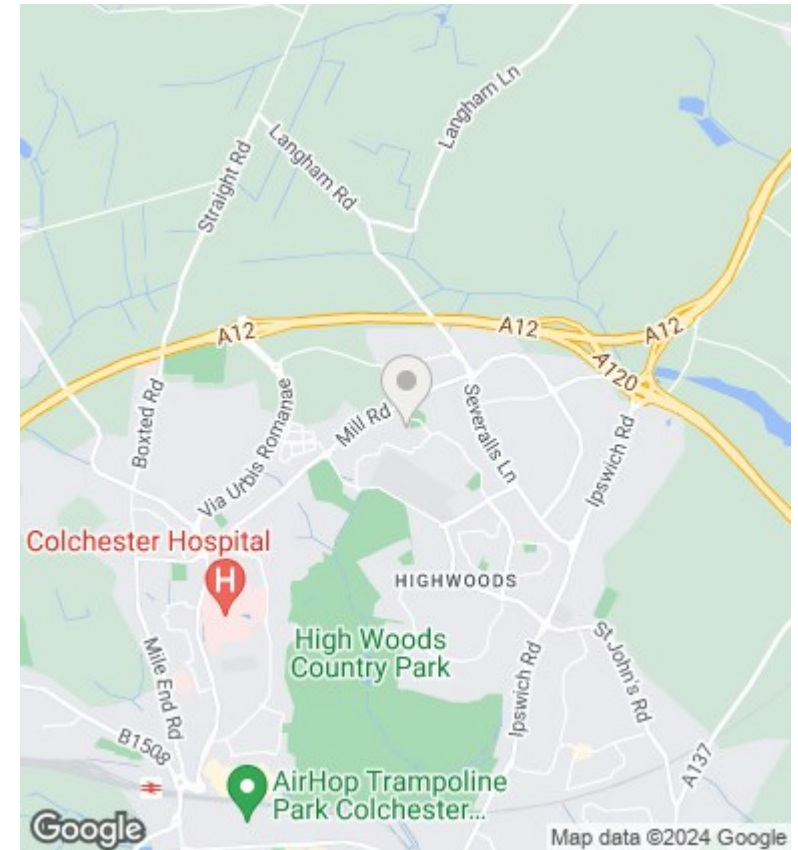 Langham Ln
Langham Rd
Straight Rd
A12
A12
A12
A120
Boxted Rd
Mill Rd
Severalls Ln
Ipswich Rd
Via Urbis Romanae
Colchester Hospital
H
HIGHWOODS
High Woods
Country Park
Mile End Rd
Ipswich Rd
St John's Rd
B1508
A137
AirHop Trampoline
Park Colchester...
Google
Map data ©2024 Google